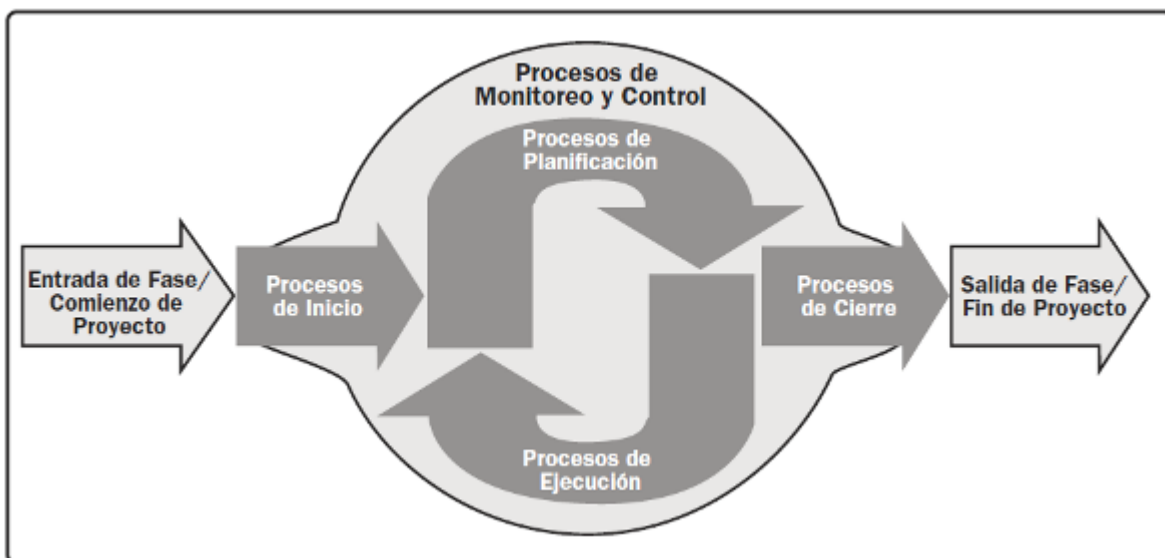 Procesos de
Monitoreo y Control
Procesos de
Planificación
Entrada de Fase/
Comienzo de
Proyecto
Procesos
de Inicio
Procesos
de Cierre
Salida de Fase/
Fin de Proyecto
Procesos de
Ejecución